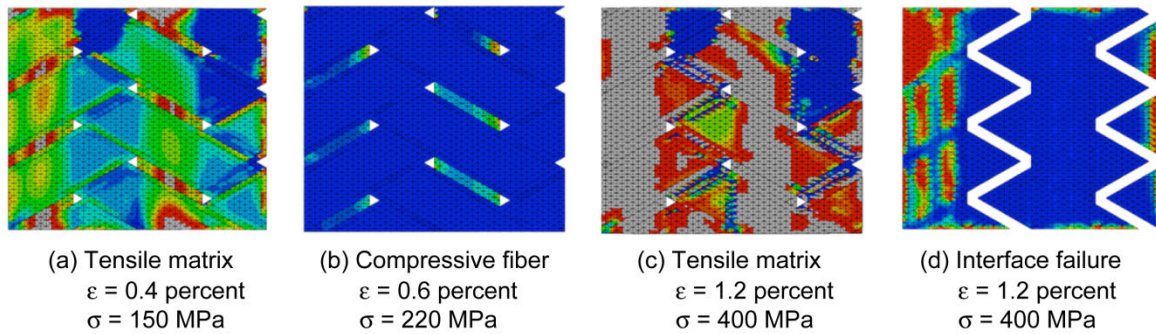 (a) Tensile matrix
ε = 0.4 percent
σ = 150 MPa
(b) Compressive fiber
ε = 0.6 percent
σ = 220 MPa
(c) Tensile matrix
ε = 1.2 percent
σ = 400 MPa
(d) Interface failure
ε = 1.2 percent
σ = 400 MPa